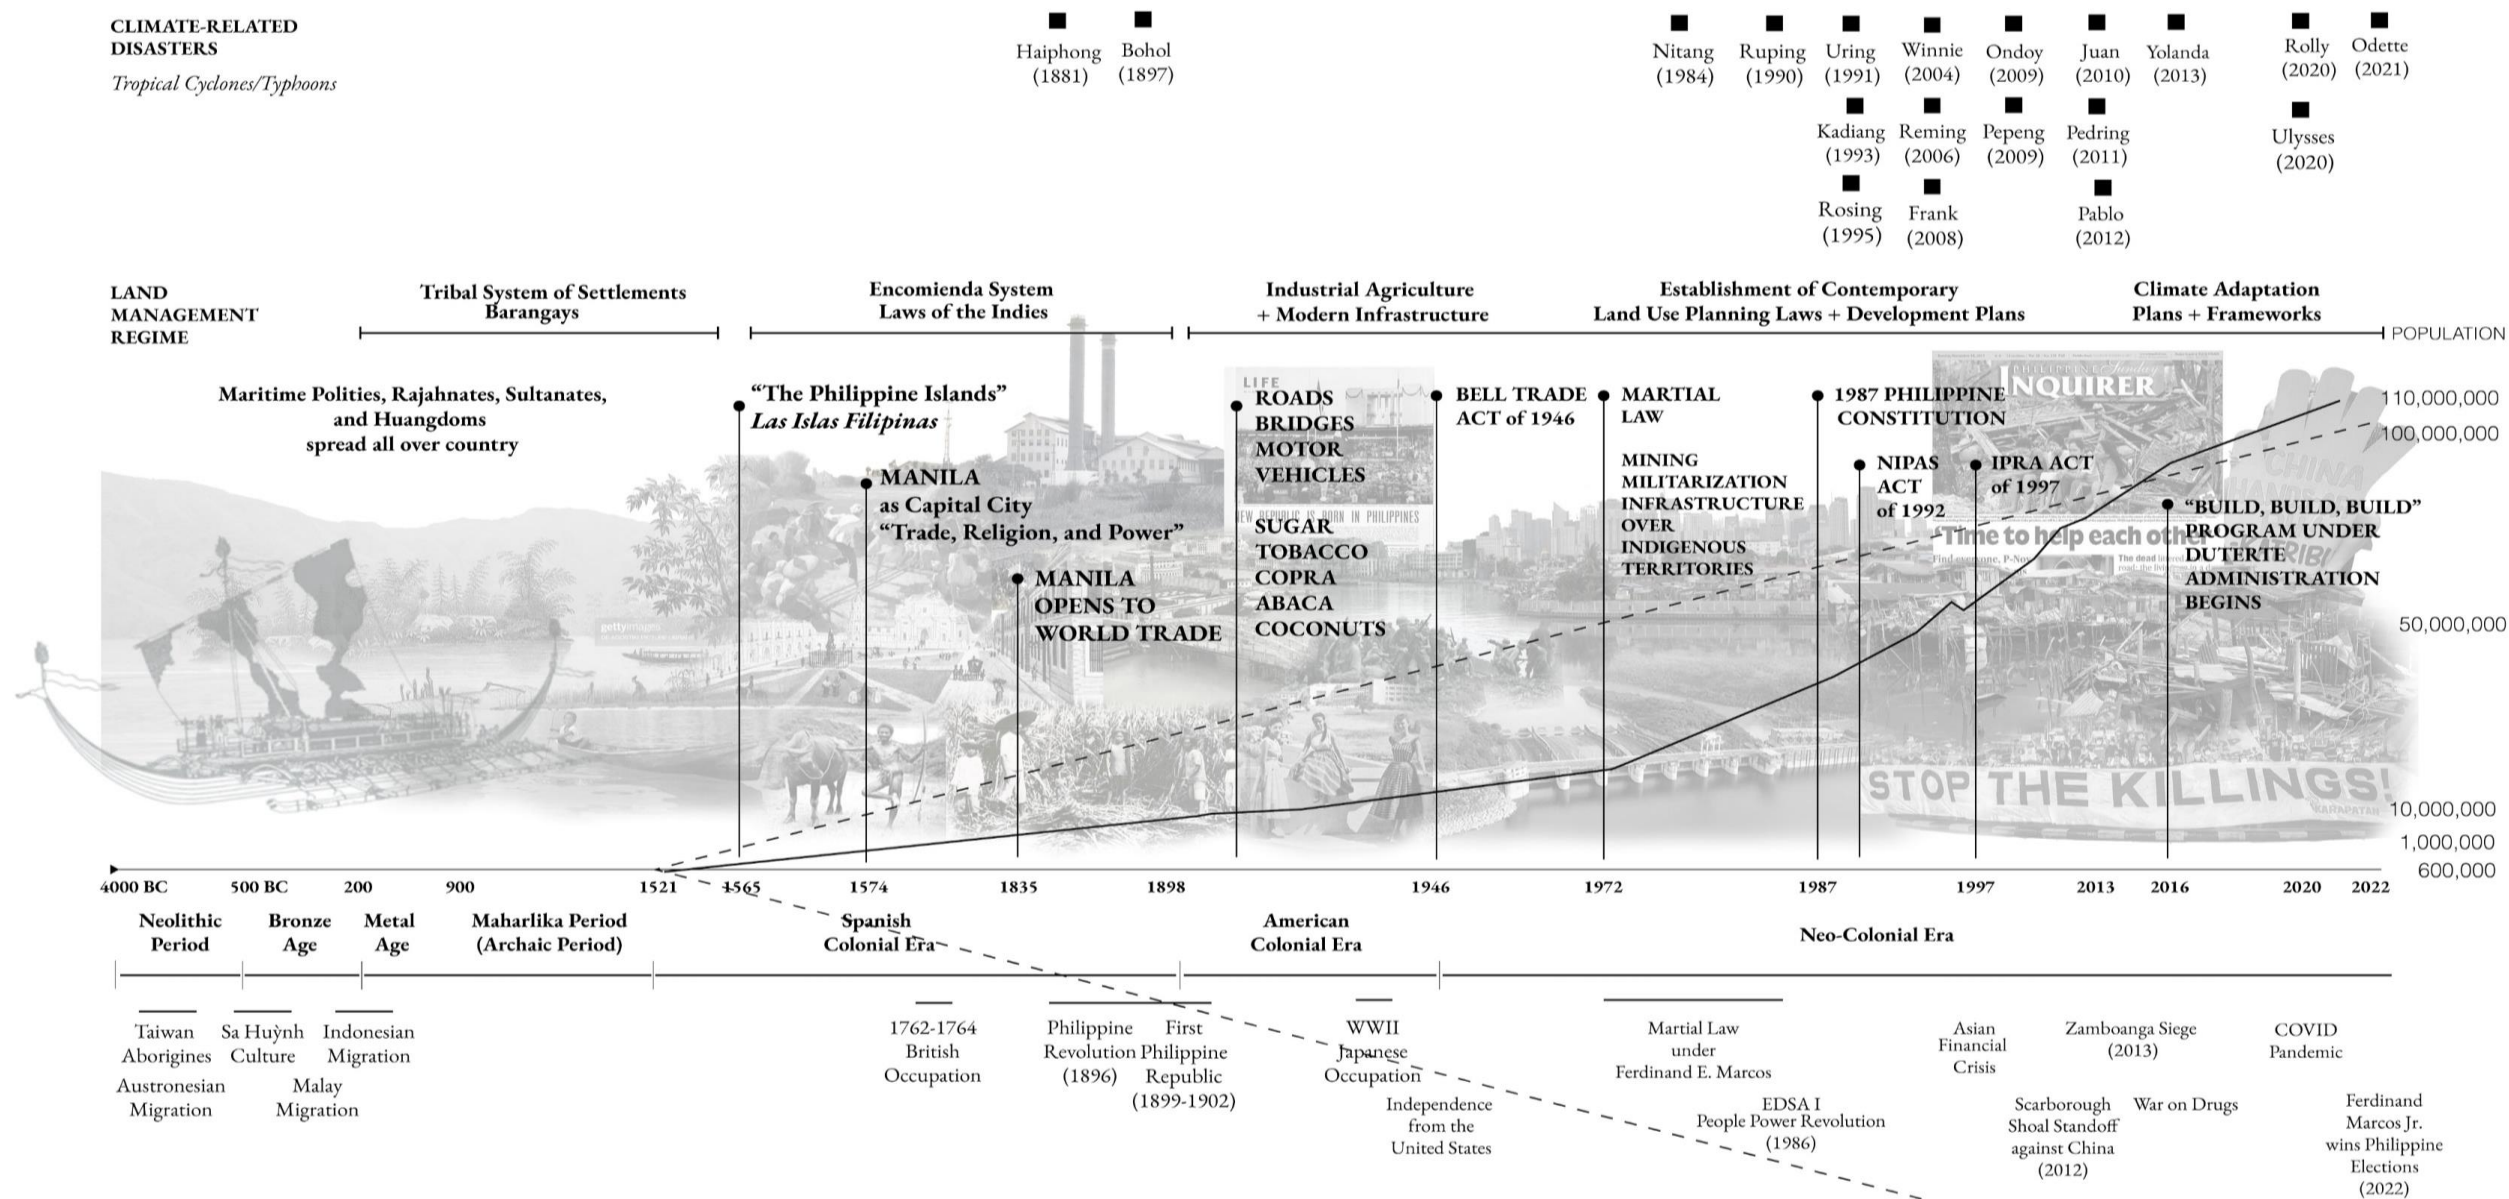 CLIMATE-RELATED
DISASTERS
Tropical Cyclones/Typhoons
Haiphong
(1881)
Bohol
(1897)
Nitang
(1984)
Ruping
(1990)
Uring
(1991)
Winnie
(2004)
Ondoy
(2009)
Juan
(2010)
Yolanda
(2013)
Rolly
(2020)
Odette
(2021)
Kadiang
(1993)
Reming
(2006)
Pepeng
(2009)
Pedring
(2011)
Ulysses
(2020)
Rosing
(1995)
Frank
(2008)
Pablo
(2012)
LAND
MANAGEMENT
REGIME
Tribal System of Settlements
Barangays
Encomienda System
Laws of the Indies
Industrial Agriculture
+ Modern Infrastructure
Establishment of Contemporary
Land Use Planning Laws + Development Plans
Climate Adaptation
Plans + Frameworks
POPULATION
Maritime Polities, Rajahnates, Sultanates,
and Huangdoms
spread all over country
"The Philippine Islands"
Las Islas Filipinas
MANILA
as Capital City
"Trade, Religion, and Power"
MANILA
OPENS TO
WORLD TRADE
LIFE
ROADS
BRIDGES
MOTOR
VEHICLES
NEW REPUBLIC IS BORN IN PHILIPPINES
SUGAR
TOBACCO
COPRA
ABACA
COCONUTS
BELL TRADE
ACT of 1946
MARTIAL
LAW
MINING
MILITARIZATION
INFRASTRUCTURE
OVER
INDIGENOUS
TERRITORIES
1987 PHILIPPINE
CONSTITUTION
NIPAS
ACT
of 1992
IPRA ACT
of 1997
"BUILD, BUILD, BUILD"
PROGRAM UNDER
DUTERTE
ADMINISTRATION
BEGINS
PHILIPPINE Sunday
INQUIRER
'Time to help each other'
CHINA
gettyimages
STOP THE KILLINGS!
KARAPATAN
110,000,000
100,000,000
50,000,000
10,000,000
1,000,000
600,000
4000 BC
500 BC
200
900
1521
1565
1574
1835
1898
1946
1972
1987
1997
2013
2016
2020
2022
Neolithic
Period
Bronze
Age
Metal
Age
Maharlika Period
(Archaic Period)
Spanish
Colonial Era
American
Colonial Era
Neo-Colonial Era
Taiwan
Aborigines
Sa Huỳnh
Culture
Indonesian
Migration
Austronesian
Migration
Malay
Migration
1762-1764
British
Occupation
Philippine
Revolution
(1896)
First
Philippine
Republic
(1899-1902)
WWII
Japanese
Occupation
Independence
from the
United States
Martial Law
under
Ferdinand E. Marcos
EDSA I
People Power Revolution
(1986)
Asian
Financial
Crisis
Scarborough
Shoal Standoff
against China
(2012)
Zamboanga Siege
(2013)
War on Drugs
COVID
Pandemic
Ferdinand
Marcos Jr.
wins Philippine
Elections
(2022)